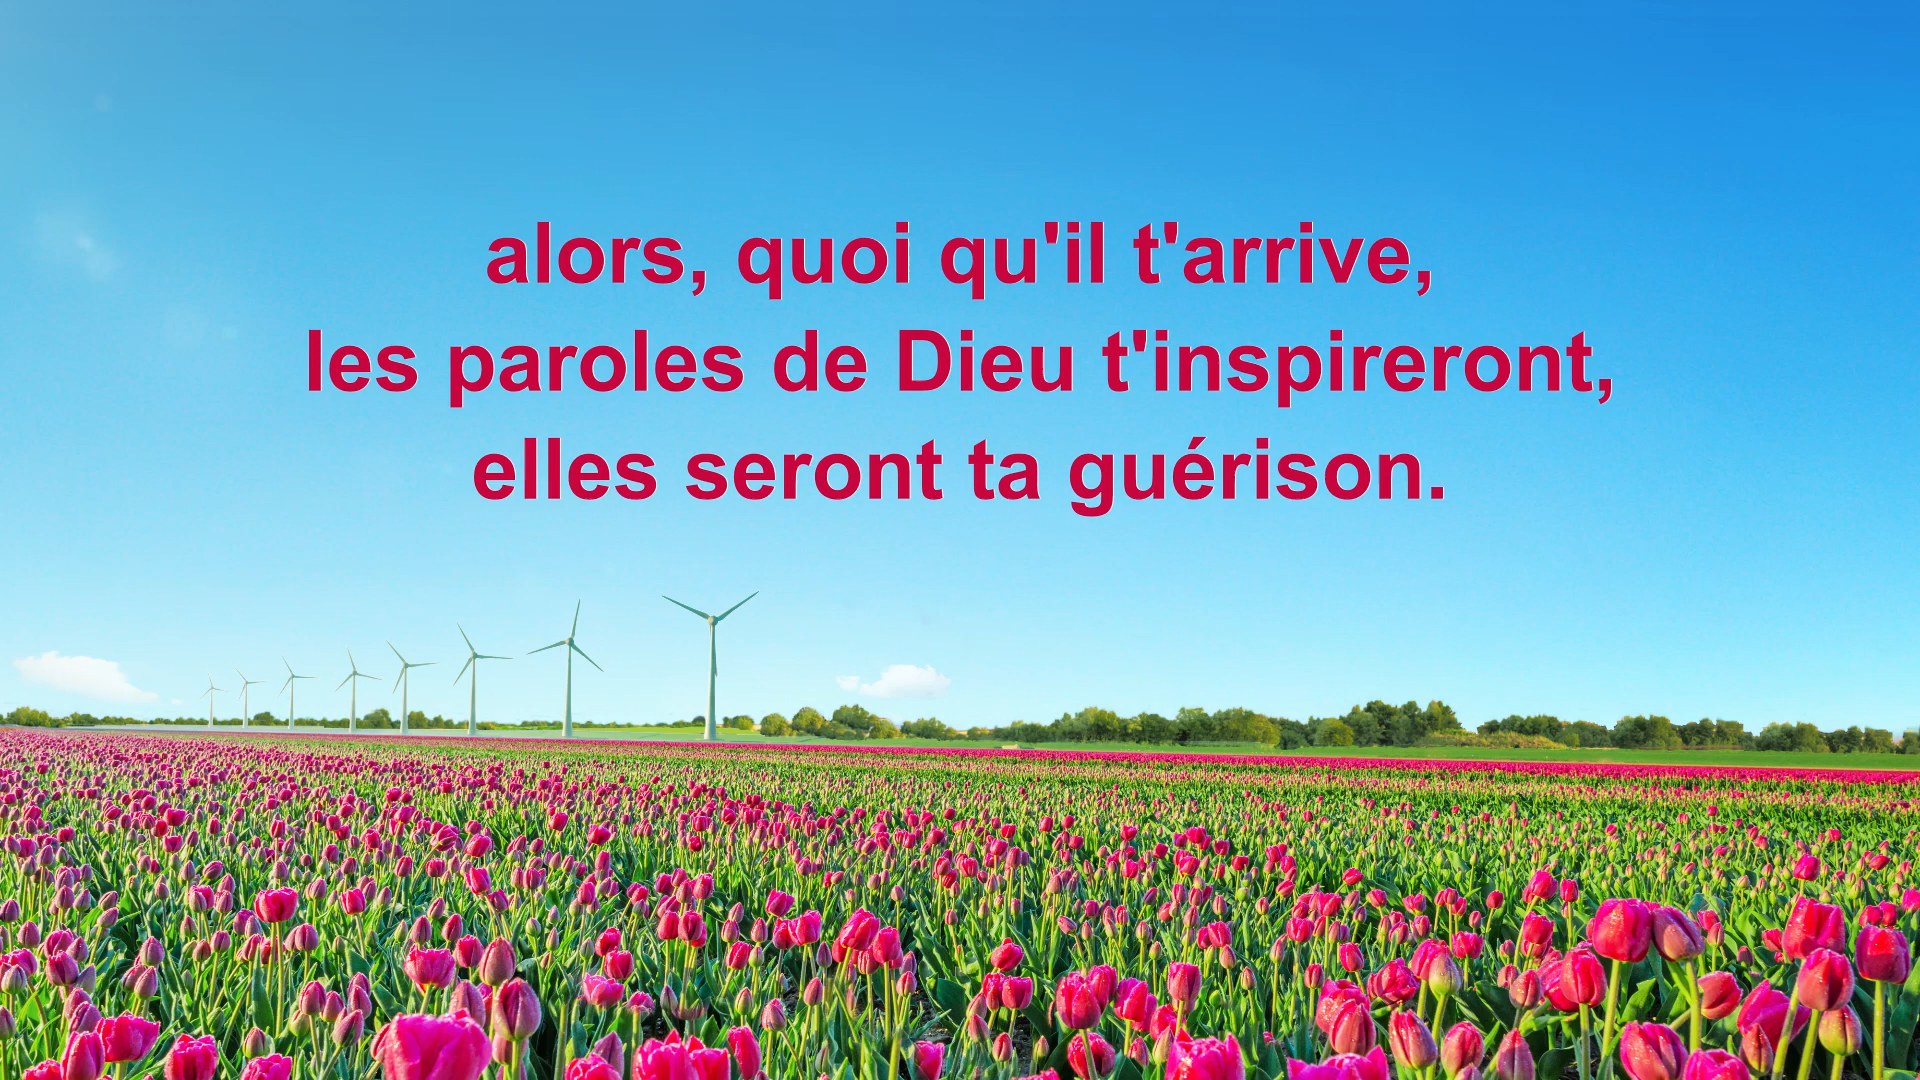 alors, quoi qu'il t'arrive,
les paroles de Dieu t'inspireront,
elles seront ta guérison.